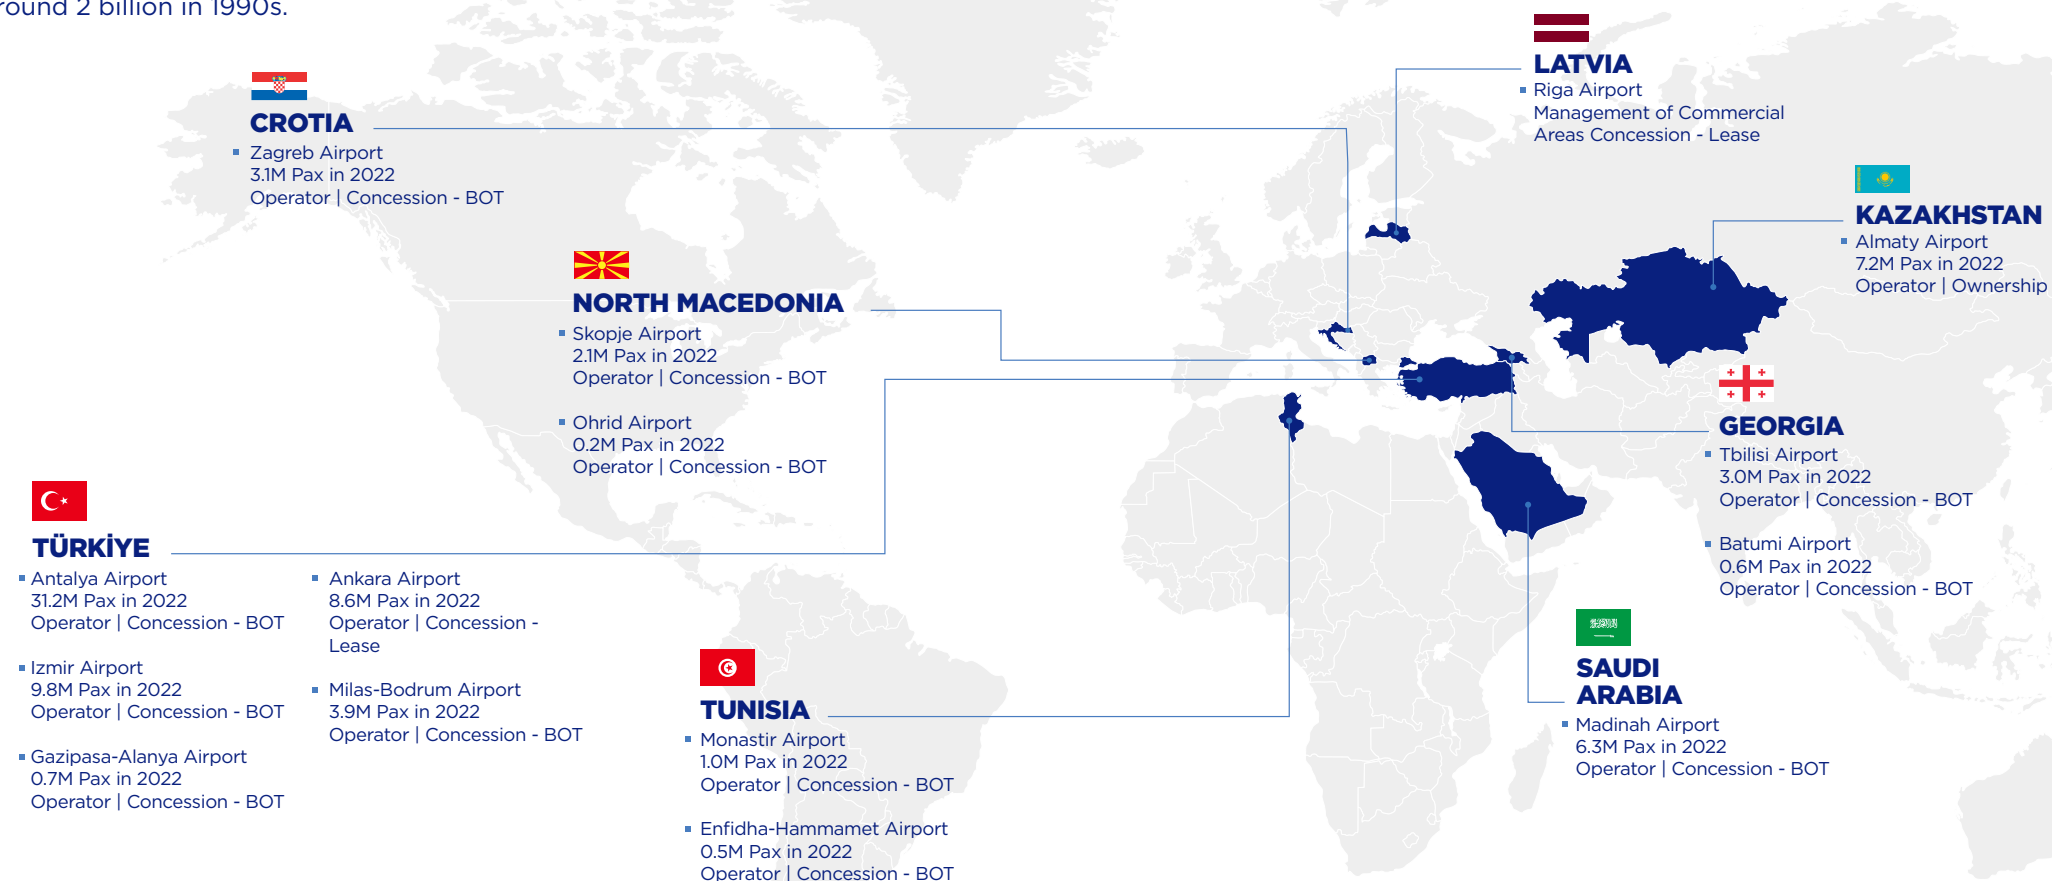 round 2 billion in 1990s.
CROTIA
Zagreb Airport
3.1M Pax in 2022
Operator | Concession - BOT
NORTH MACEDONIA
Skopje Airport
2.1M Pax in 2022
Operator | Concession - BOT
Ohrid Airport
0.2M Pax in 2022
Operator | Concession - BOT
TÜRKİYE
Antalya Airport
31.2M Pax in 2022
Operator | Concession - BOT
Izmir Airport
9.8M Pax in 2022
Operator | Concession - BOT
Gazipasa-Alanya Airport
0.7M Pax in 2022
Operator | Concession - BOT
Ankara Airport
8.6M Pax in 2022
Operator | Concession -
Lease
Milas-Bodrum Airport
3.9M Pax in 2022
Operator | Concession - BOT
TUNISIA
Monastir Airport
1.0M Pax in 2022
Operator | Concession - BOT
Enfidha-Hammamet Airport
0.5M Pax in 2022
Operator | Concession - BOT
LATVIA
Riga Airport
Management of Commercial
Areas Concession - Lease
KAZAKHSTAN
Almaty Airport
7.2M Pax in 2022
Operator | Ownership
GEORGIA
Tbilisi Airport
3.0M Pax in 2022
Operator | Concession - BOT
Batumi Airport
0.6M Pax in 2022
Operator | Concession - BOT
SAUDI
ARABIA
Madinah Airport
6.3M Pax in 2022
Operator | Concession - BOT